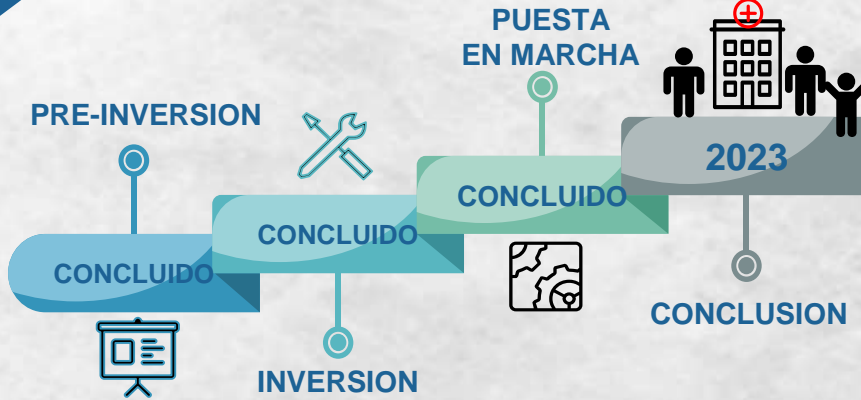 PRE-INVERSION
CONCLUIDO
CONCLUIDO
INVERSION
PUESTA
EN MARCHA
CONCLUIDO
2023
CONCLUSION